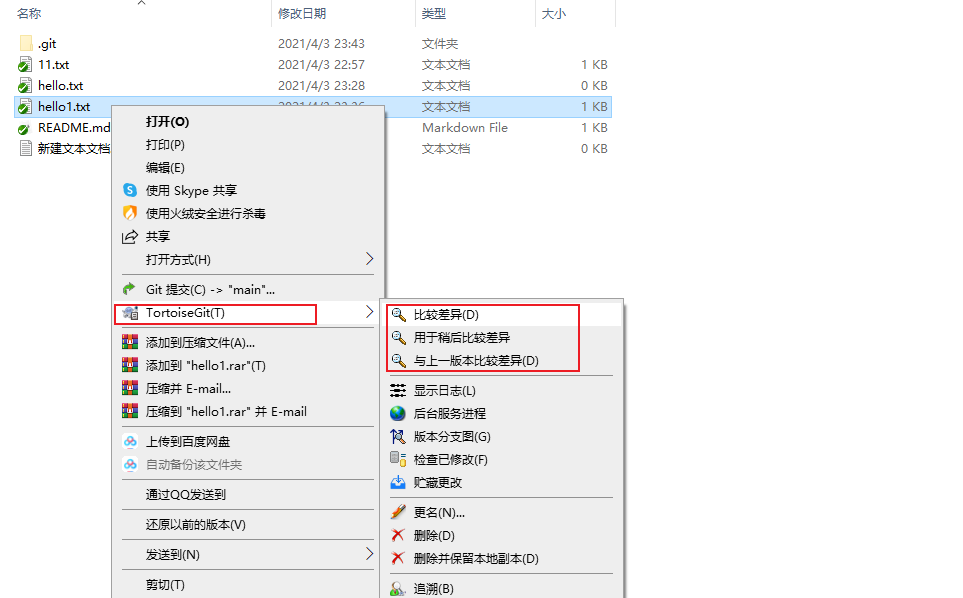 名称 修改日期 类型 大小
.git 2021/4/3 23:43 文件夹
11.txt 2021/4/3 22:57 文本文档 1 KB
hello.txt 2021/4/3 23:28 文本文档 0 KB
hello1.txt 文本文档 1 KB
README.md Markdown File 1 KB
新建文本文档 文本文档 0 KB
打开(O)
打印(P)
编辑(E)
使用 Skype 共享
使用火绒安全进行杀毒
共享
打开方式(H)
Git 提交(C) -> "main"...
TortoiseGit(T)
添加到压缩文件(A)...
添加到 "hello1.rar"(T)
压缩并 E-mail...
压缩到 "hello1.rar" 并 E-mail
上传到百度网盘
自动备份该文件夹
通过QQ发送到
还原以前的版本(V)
发送到(N)
剪切(T)
比较差异(D)
用于稍后比较差异
与上一版本比较差异(D)
显示日志(L)
后台服务进程
版本分支图(G)
检查已修改(F)
贮藏更改
更名(N)...
删除(D)
删除并保留本地副本(D)
追溯(B)